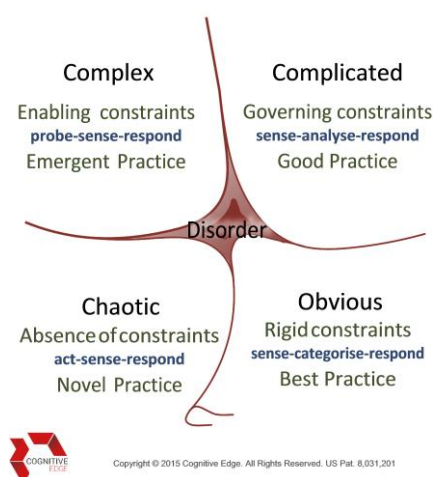 Complex
Enabling constraints
probe-sense-respond
Emergent Practice
Complicated
Governing constraints
sense-analyse-respond
Good Practice
Disorder
Chaotic
Absence of constraints
act-sense-respond
Novel Practice
Obvious
Rigid constraints
sense-categorise-respond
Best Practice
COGNITIVE
EDGE
Copyright © 2015 Cognitive Edge. All Rights Reserved. US Pat. 8,031,201